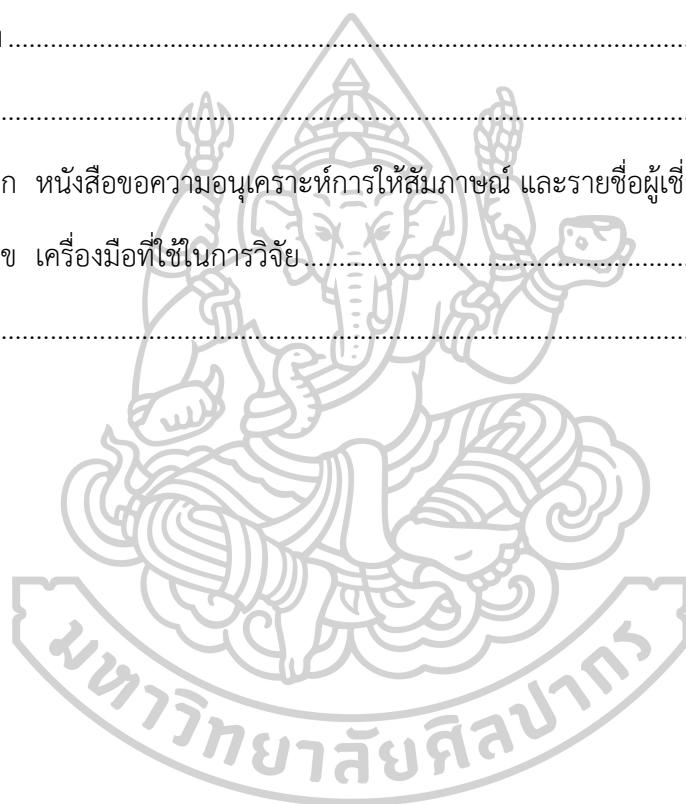 ................................................................................................
................................................................................................
ก หนังสือขอความอนุเคราะห์การให้สัมภาษณ์ และรายชื่อผู้เชี่
ข เครื่องมือที่ใช้ในการวิจัย......................................................
................................................................................................
มหาวิทยาลัยศิลปากร